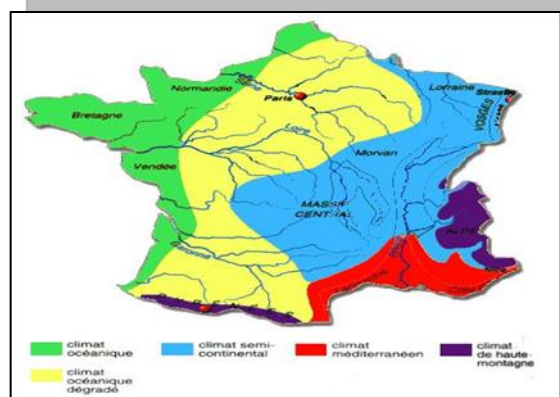 Normandie
Lorraine
Paris
Bretagne
VOSGES
Loire
Morvan
Vendée
MASSIF
CENTRAL
Garonne
climat
océanique
climat semi-
continental
climat
méditerranéen
climat
de haute-
montagne
climat
océanique
dégradé